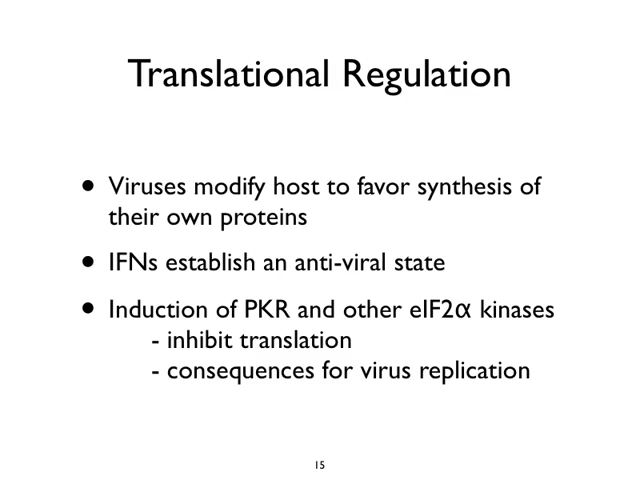 Translational Regulation
• Viruses modify host to favor synthesis of
their own proteins
• IFNs establish an anti-viral state
• Induction of PKR and other eIF2α kinases
- inhibit translation
- consequences for virus replication
15